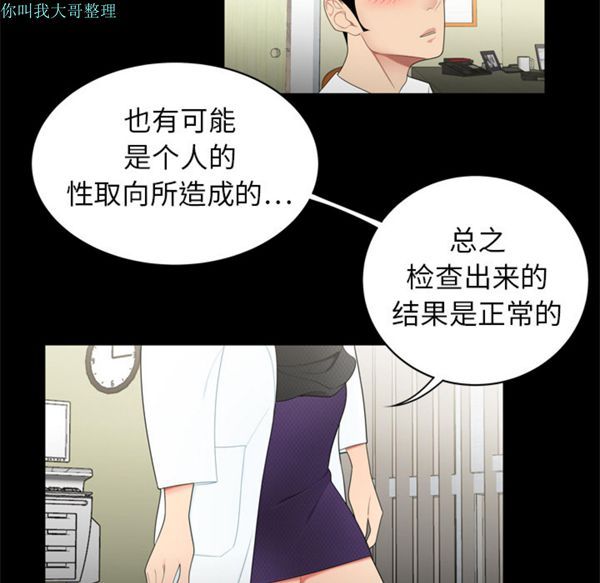 你叫我大哥整理
也有可能
是个人的
性取向所造成的...
总之
检查出来的
结果是正常的